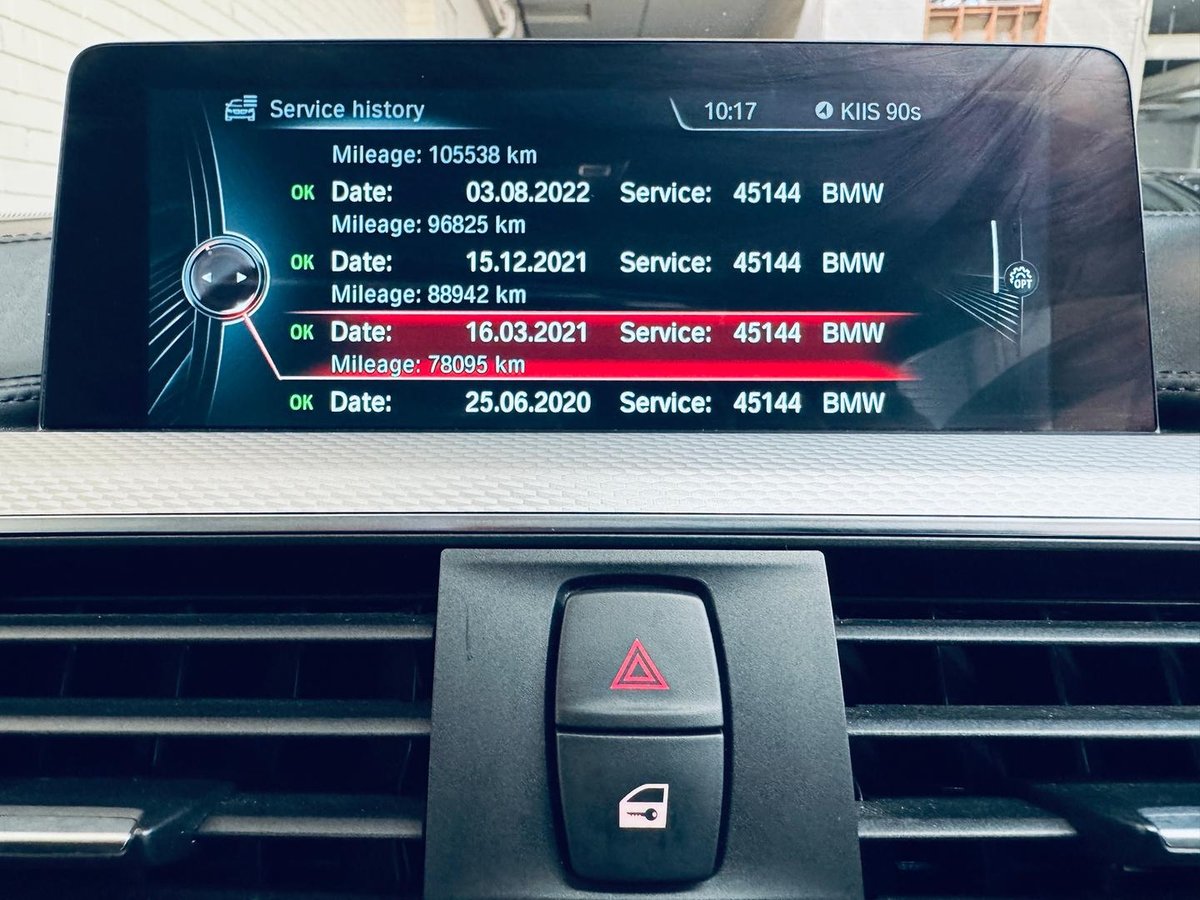 Service history 10:17 KIIS 90s
Mileage: 105538 km
OK Date: 03.08.2022 Service: 45144 BMW
Mileage: 96825 km
OK Date: 15.12.2021 Service: 45144 BMW
Mileage: 88942 km
OPT
OK Date: 16.03.2021 Service: 45144 BMW
Mileage: 78095 km
OK Date: 25.06.2020 Service: 45144 BMW